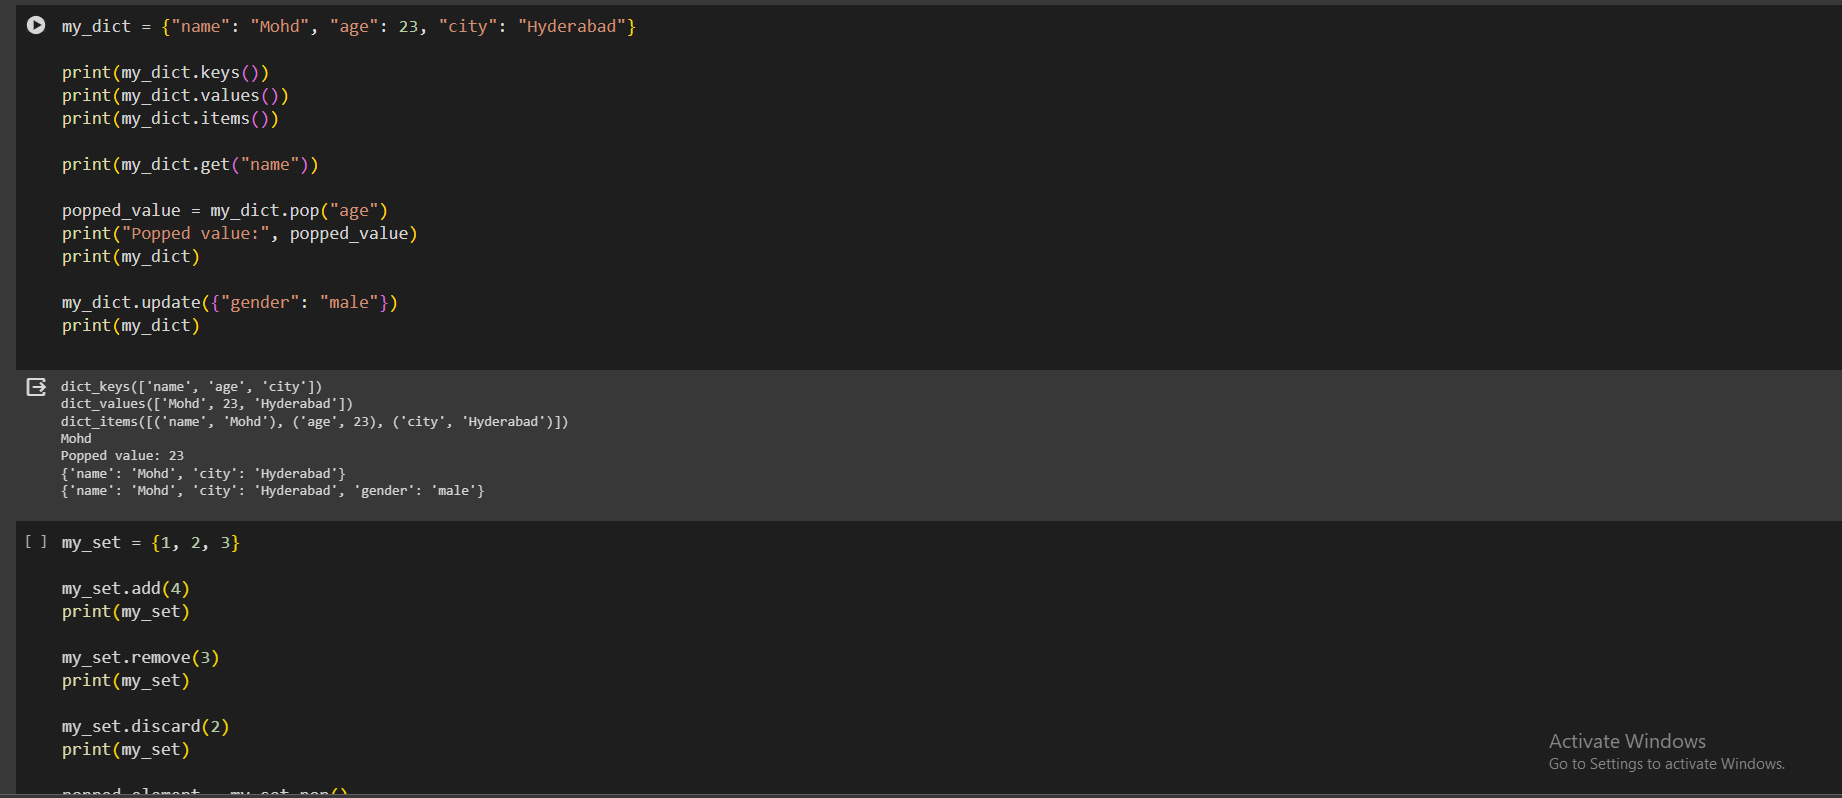 my_dict = {"name": "Mohd", "age": 23, "city": "Hyderabad"}
print(my_dict.keys())
print(my_dict.values())
print(my_dict.items())
print(my_dict.get("name"))
popped_value = my_dict.pop("age")
print("Popped value:", popped_value)
print(my_dict)
my_dict.update({"gender": "male"})
print(my_dict)
dict_keys(['name', 'age', 'city'])
dict_values(['Mohd', 23, 'Hyderabad'])
dict_items([('name', 'Mohd'), ('age', 23), ('city', 'Hyderabad')])
Mohd
Popped value: 23
{'name': 'Mohd', 'city': 'Hyderabad'}
{'name': 'Mohd', 'city': 'Hyderabad', 'gender': 'male'}
[ ] my_set = {1, 2, 3}
my_set.add(4)
print(my_set)
my_set.remove(3)
print(my_set)
my_set.discard(2)
print(my_set)
popped_element = my_set.pop()
Activate Windows
Go to Settings to activate Windows.